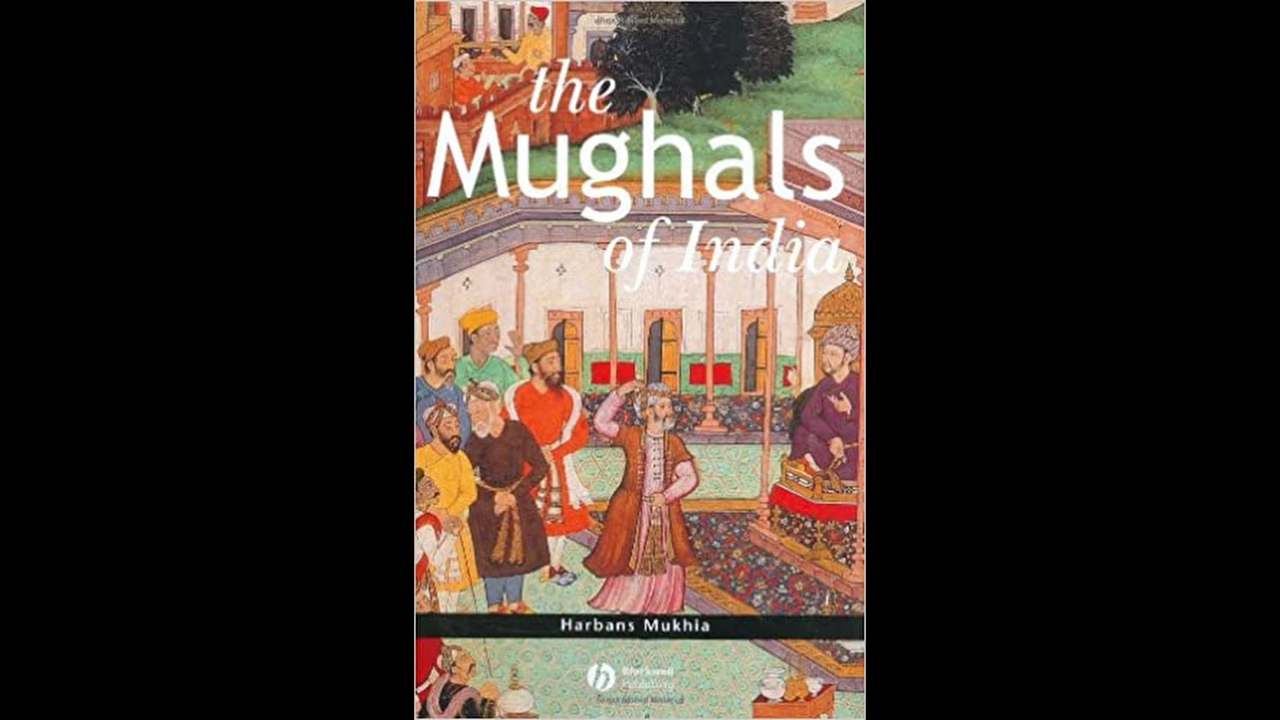 the
Mughals
of India
Harbans Mukhia
Blackwell
Publishing